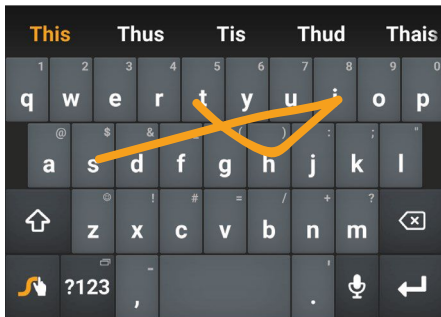 This Thus Tis Thud Thais
1 2 3 4 5 6 7 8 9 0
q w e r t y u i o p
@ $ & ( ) : ; "
a s d f g h j k l
! # = / + ?
z x c v b n m
?123 , .